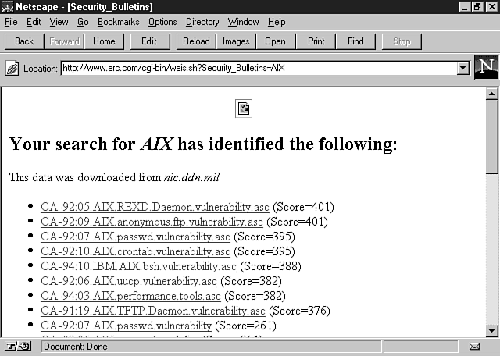 Netscape - [Security_Bulletins]
File Edit View Go Bookmarks Options Directory Window Help
Back Forward Home Edit Reload Images Open Print Find Stop
Location: http://www.erc.com/cgi-bin/waisc.sh?Security_Bulletins=AIX
N
Your search for AIX has identified the following:
This data was downloaded from nic.ddn.mil
• CA-92:05.AIX.REXD.Daemon.vulnerability.asc (Score=401)
• CA-92:09.AIX.anonymous.ftp.vulnerability.asc (Score=401)
• CA-92:07.AIX.passwd.vulnerability.asc (Score=395)
• CA-92:10.AIX.crontab.vulnerability.asc (Score=395)
• CA-94:10.IBM.AIX.bsh.vulnerability.asc (Score=388)
• CA-92:06.AIX.uucp.vulnerability.asc (Score=382)
• CA-94:03.AIX.performance.tools.asc (Score=382)
• CA-91:19.AIX.TFTP.Daemon.vulnerability.asc (Score=376)
• CA-92:07.AIX.passwd.vulnerability (Score=261)
Document: Done